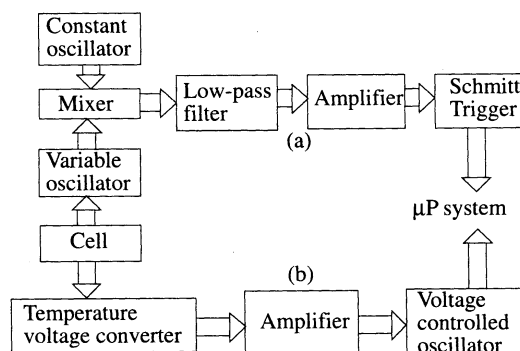 Constant
oscillator
Mixer
Low-pass
filter
Amplifier
Schmitt
Trigger
(a)
Variable
oscillator
μP system
Cell
(b)
Temperature
voltage converter
Amplifier
Voltage
controlled
oscillator